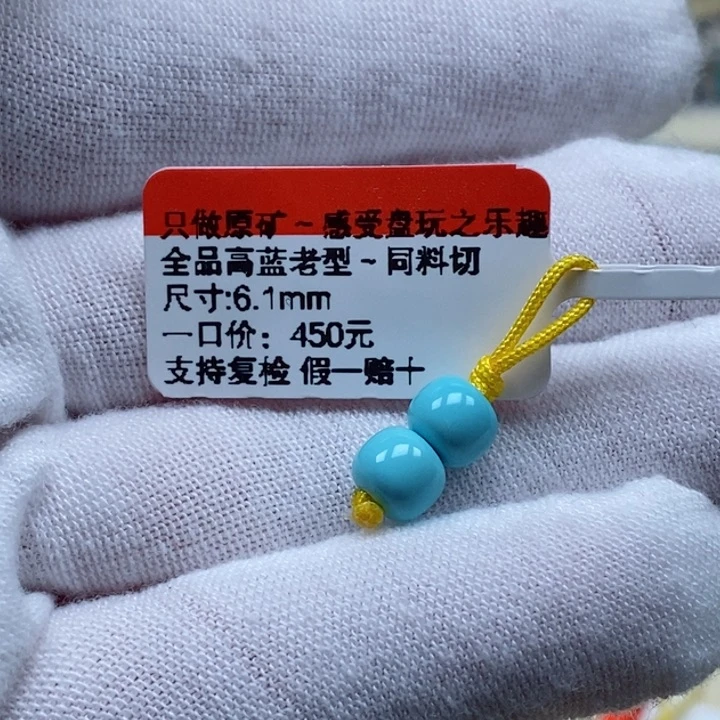 只做原矿~感受盘玩之乐趣
全品高蓝老型~同料切
尺寸:6.1mm
一口价：450元
支持复检 假一赔十